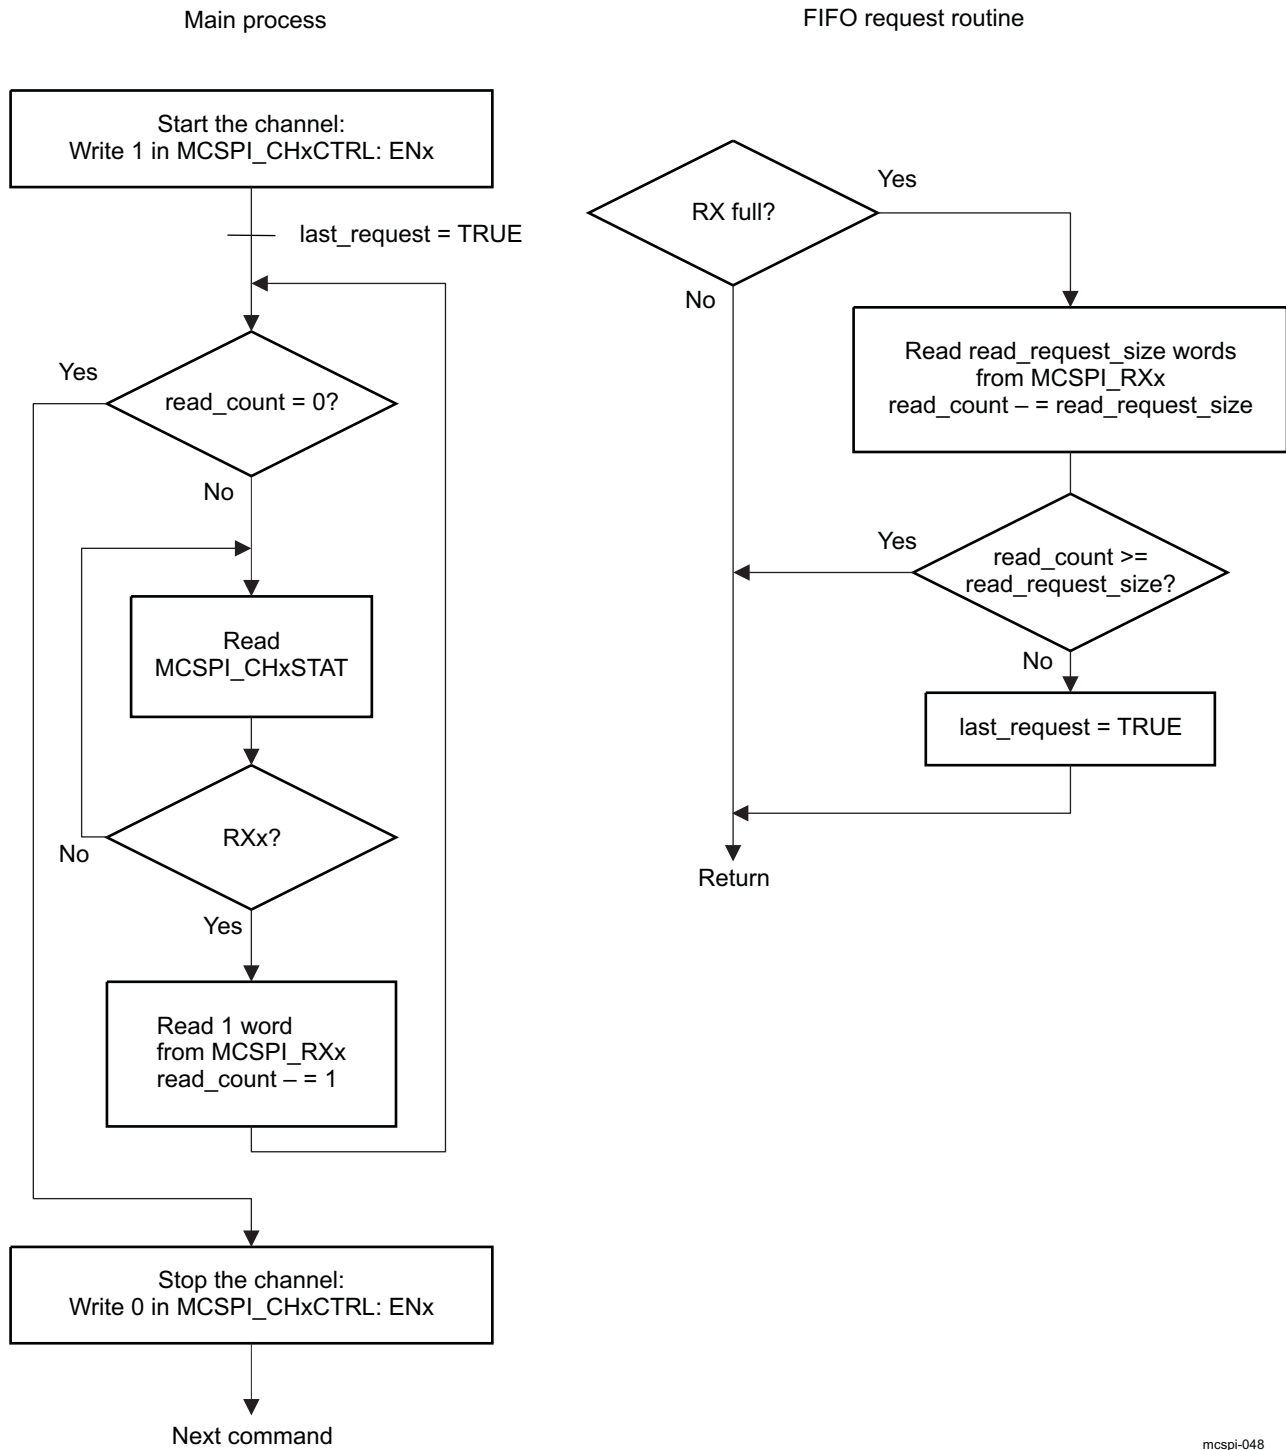 Main process
Start the channel:
Write 1 in MCSPI_CHxCTRL: ENx
last_request = TRUE
Yes
read_count = 0?
No
Read
MCSPI_CHxSTAT
RXx?
No
Yes
Read 1 word
from MCSPI_RXx
read_count – = 1
Stop the channel:
Write 0 in MCSPI_CHxCTRL: ENx
Next command
FIFO request routine
RX full?
Yes
No
Read read_request_size words
from MCSPI_RXx
read_count – = read_request_size
Yes
read_count >=
read_request_size?
No
last_request = TRUE
Return
mcspi-048